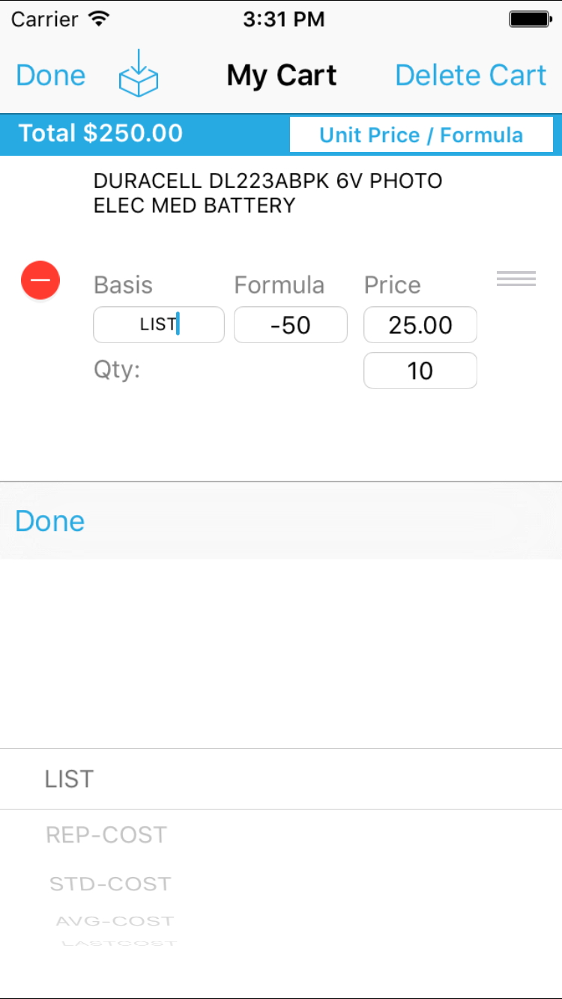 Carrier 3:31 PM
Done My Cart Delete Cart
Total $250.00 Unit Price / Formula
DURACELL DL223ABPK 6V PHOTO
ELEC MED BATTERY
Basis Formula Price
LIST -50 25.00
Qty: 10
Done
LIST
REP-COST
STD-COST
AVG-COST
LASTCOST